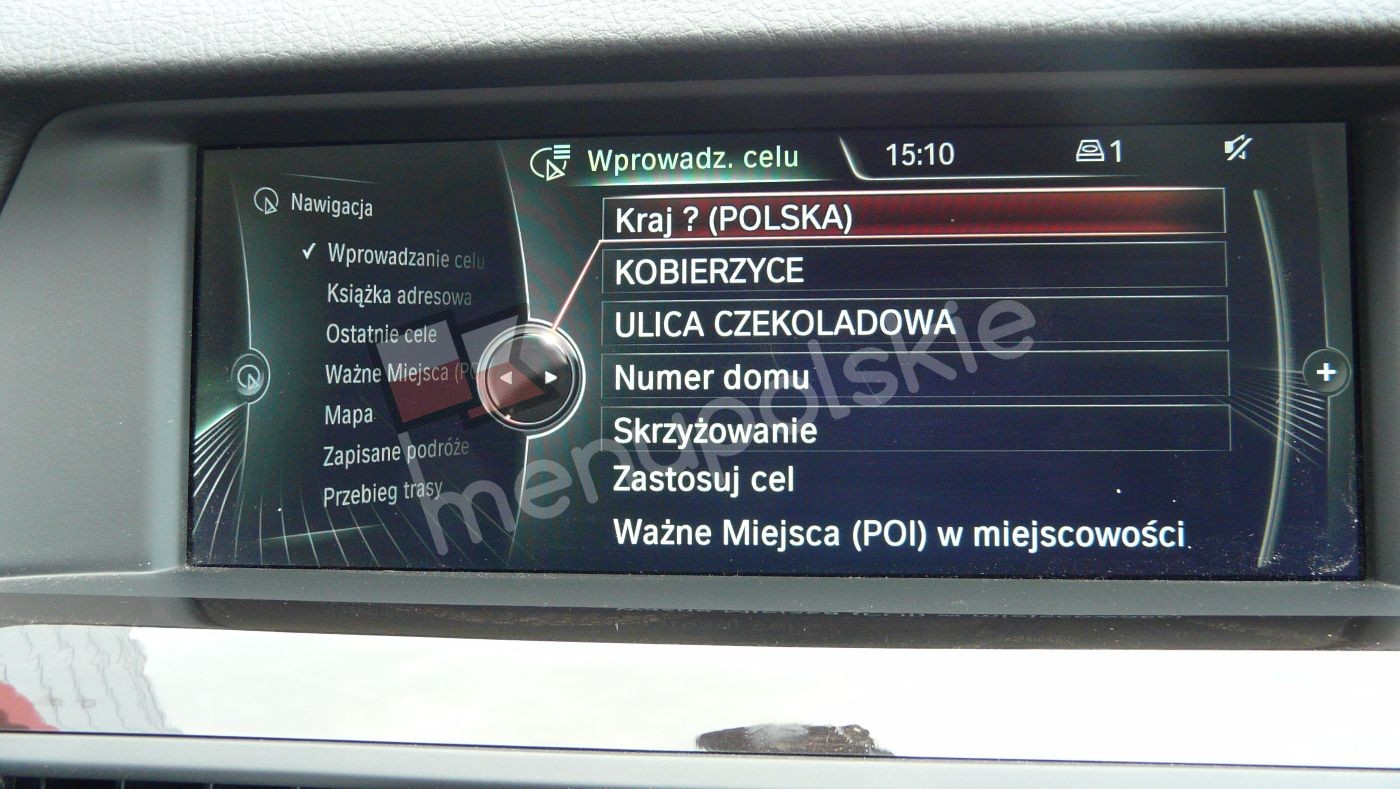 Wprowadz. celu 15:10 1
Nawigacja
Wprowadzanie celu
Książka adresowa
Ostatnie cele
Ważne Miejsca (PO
Mapa
Zapisane podróże
Przebieg trasy
Kraj ? (POLSKA)
KOBIERZYCE
ULICA CZEKOLADOWA
Numer domu
Skrzyżowanie
Zastosuj cel
Ważne Miejsca (POI) w miejscowości
menupolskie